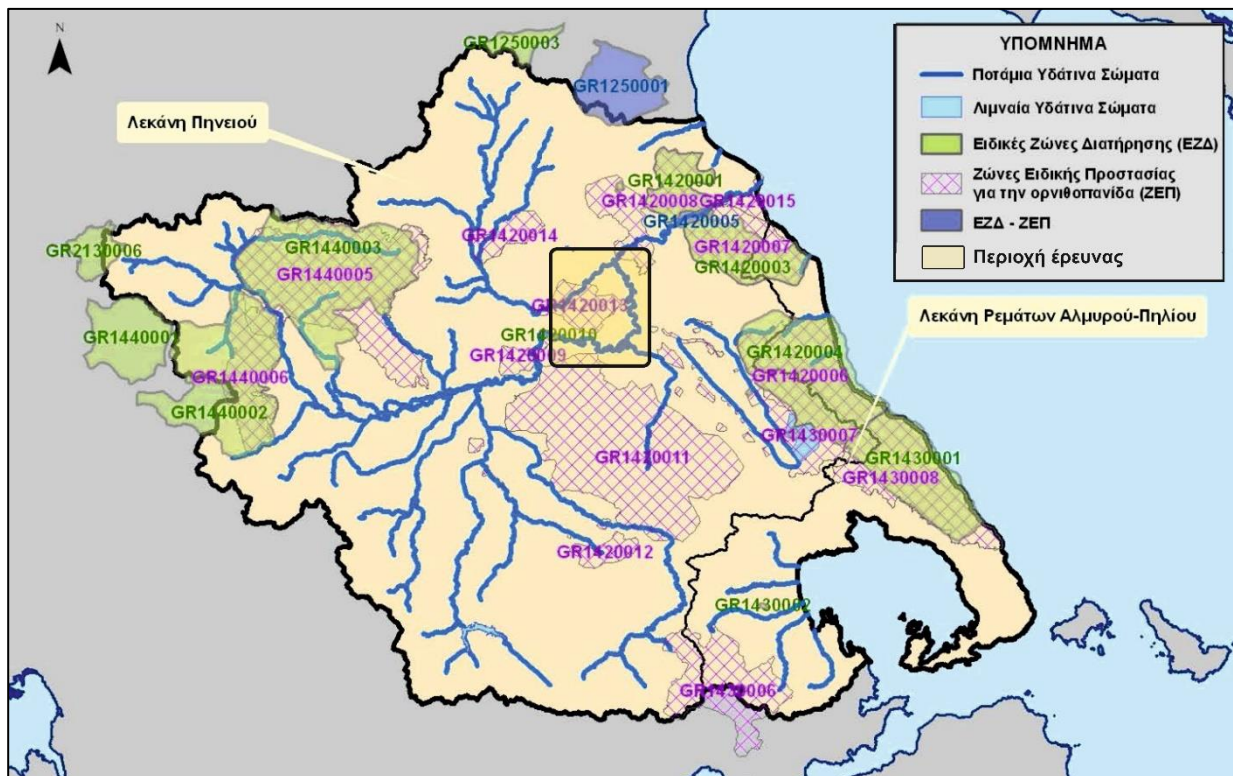 N
GR1250003
GR1250001
Λεκάνη Πηνειού
ΥΠΟΜΝΗΜΑ
Ποτάμια Υδάτινα Σώματα
Λιμναία Υδάτινα Σώματα
Ειδικές Ζώνες Διατήρησης (ΕΖΔ)
Ζώνες Ειδικής Προστασίας
για την ορνιθοπανίδα (ΖΕΠ)
ΕΖΔ - ΖΕΠ
Περιοχή έρευνας
GR1420001
GR1420008
GR1420015
GR1420005
GR1420014
GR1420007
GR1420003
GR2130006
GR1440003
GR1440005
GR1420013
Λεκάνη Ρεμάτων Αλμυρού-Πηλίου
GR1420010
GR1420009
GR1440006
GR1440002
GR1420004
GR1420006
GR1430007
GR1420011
GR1430001
GR1430008
GR1420012
GR1430002
GR1430006